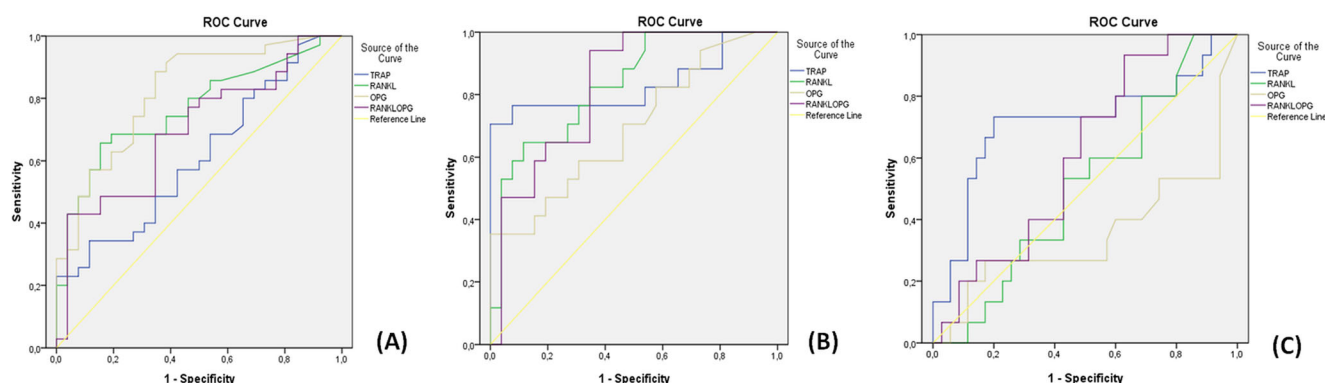 ROC Curve
Source of the
Curve
TRAP
RANKL
OPG
RANKLOPG
Reference Line
Sensitivity
1,0
0,8
0,6
0,4
0,2
0,0
0,0 0,2 0,4 0,6 0,8 1,0
1 - Specificity
(A)
ROC Curve
Source of the
Curve
TRAP
RANKL
OPG
RANKLOPG
Reference Line
Sensitivity
1,0
0,8
0,6
0,4
0,2
0,0
0,0 0,2 0,4 0,6 0,8 1,0
1 - Specificity
(B)
ROC Curve
Source of the
Curve
TRAP
RANKL
OPG
RANKLOPG
Reference Line
Sensitivity
1,0
0,8
0,6
0,4
0,2
0,0
0,0 0,2 0,4 0,6 0,8 1,0
1 - Specificity
(C)